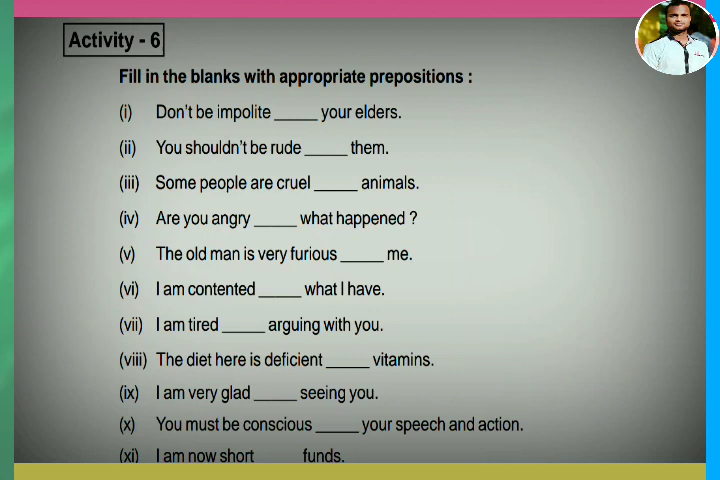 Activity - 6
Fill in the blanks with appropriate prepositions :
(i) Don't be impolite _____ your elders.
(ii) You shouldn't be rude _____ them.
(iii) Some people are cruel _____ animals.
(iv) Are you angry _____ what happened ?
(v) The old man is very furious _____ me.
(vi) I am contented _____ what I have.
(vii) I am tired _____ arguing with you.
(viii) The diet here is deficient _____ vitamins.
(ix) I am very glad _____ seeing you.
(x) You must be conscious _____ your speech and action.
(xi) I am now short _____ funds.